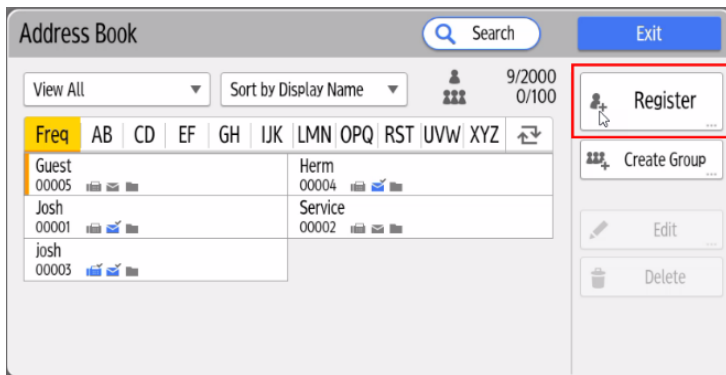 Address Book
Search
Exit
View All
Sort by Display Name
9/2000
0/100
Register
Freq AB CD EF GH IJK LMN OPQ RST UVW XYZ
Create Group
Guest
00005
Herm
00004
Josh
00001
Service
00002
josh
00003
Edit
Delete